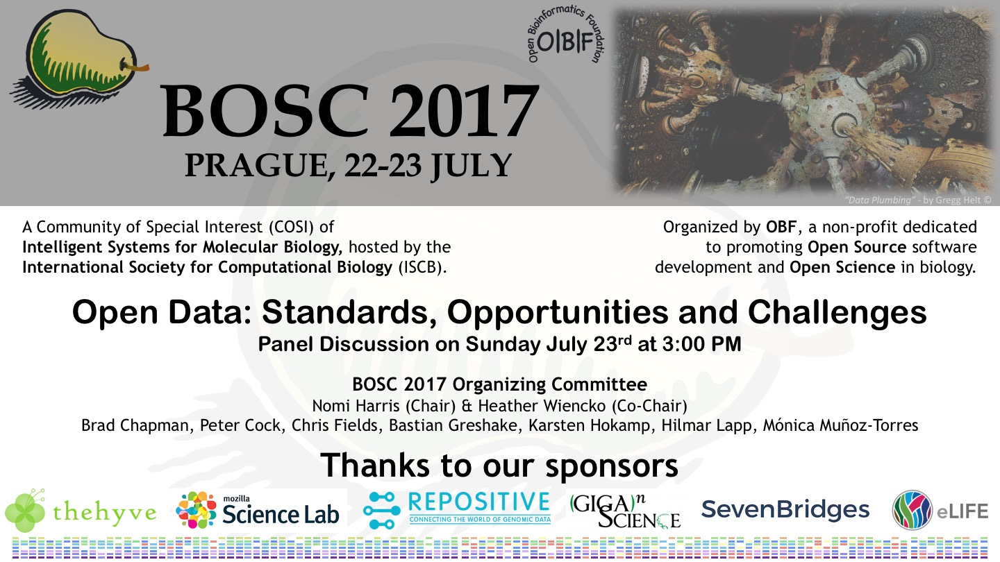 Open Bioinformatics Foundation
O|B|F
BOSC 2017
PRAGUE, 22-23 JULY
"Data Plumbing" - by Gregg Helt ©
A Community of Special Interest (COSI) of
Intelligent Systems for Molecular Biology, hosted by the
International Society for Computational Biology (ISCB).
Organized by OBF, a non-profit dedicated
to promoting Open Source software
development and Open Science in biology.
Open Data: Standards, Opportunities and Challenges
Panel Discussion on Sunday July 23rd at 3:00 PM
BOSC 2017 Organizing Committee
Nomi Harris (Chair) & Heather Wiencko (Co-Chair)
Brad Chapman, Peter Cock, Chris Fields, Bastian Greshake, Karsten Hokamp, Hilmar Lapp, Mónica Muñoz-Torres
Thanks to our sponsors
thehyve
mozilla
Science Lab
REPOSITIVE
CONNECTING THE WORLD OF GENOMIC DATA
(GIGA)n
SCIENCE
SevenBridges
eLIFE